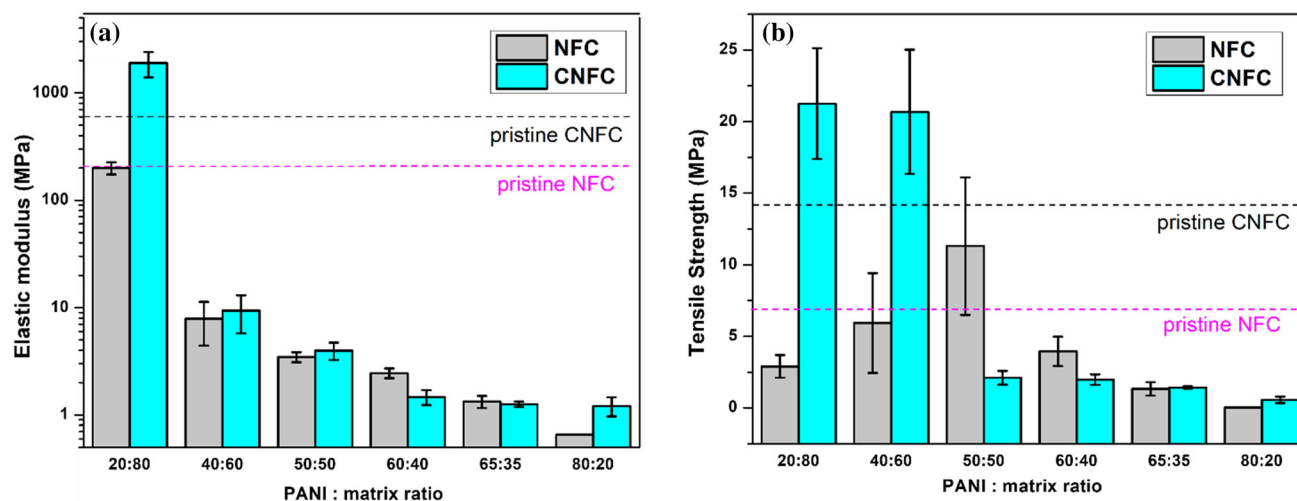 (a)
NFC
CNFC
1000
100
10
1
Elastic modulus (MPa)
pristine CNFC
pristine NFC
20:80 40:60 50:50 60:40 65:35 80:20
PANI : matrix ratio
(b)
NFC
CNFC
25
20
15
10
5
0
Tensile Strength (MPa)
pristine CNFC
pristine NFC
20:80 40:60 50:50 60:40 65:35 80:20
PANI : matrix ratio